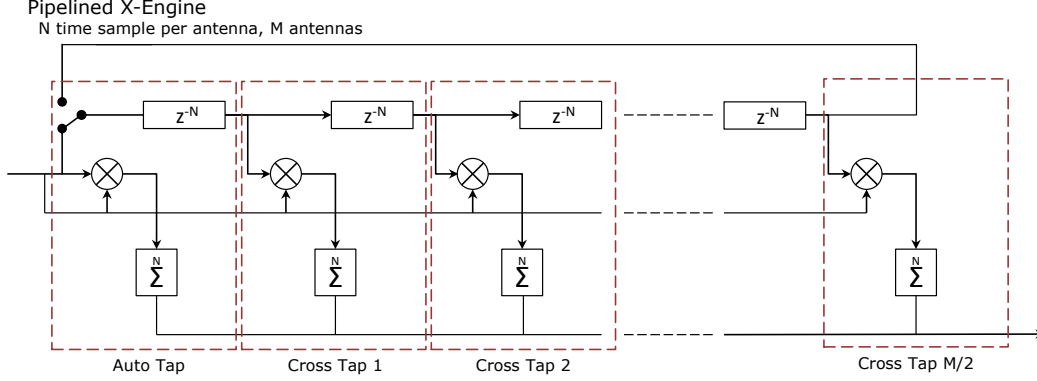 Pipelined X-Engine
N time sample per antenna, M antennas
z-N z-N z-N z-N
N N N N
Σ Σ Σ Σ
Auto Tap Cross Tap 1 Cross Tap 2 Cross Tap M/2